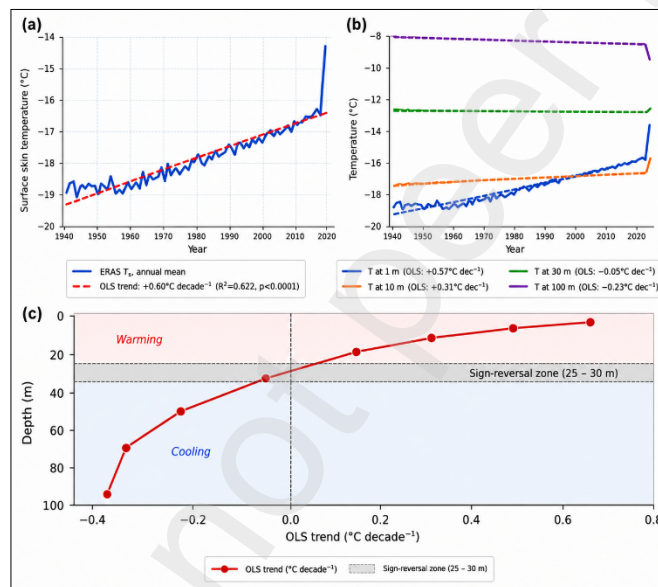 (a)
Surface skin temperature (°C)
−14
−15
−16
−17
−18
−19
−20
1940 1950 1960 1970 1980 1990 2000 2010 2020
Year
ERAS Tₛ, annual mean
OLS trend: +0.60°C decade⁻¹ (R²=0.622, p<0.0001)
(b)
Temperature (°C)
−8
−10
−12
−14
−16
−18
−20
1940 1960 1980 2000 2020
Year
T at 1 m (OLS: +0.57°C dec⁻¹)
T at 10 m (OLS: +0.31°C dec⁻¹)
T at 30 m (OLS: −0.05°C dec⁻¹)
T at 100 m (OLS: −0.23°C dec⁻¹)
(c)
Depth (m)
0
20
40
60
80
100
Warming
Sign-reversal zone (25 – 30 m)
Cooling
−0.4 −0.2 0.0 0.2 0.4 0.6 0.8
OLS trend (°C decade⁻¹)
OLS trend (°C decade⁻¹)
Sign-reversal zone (25 – 30 m)
not pee